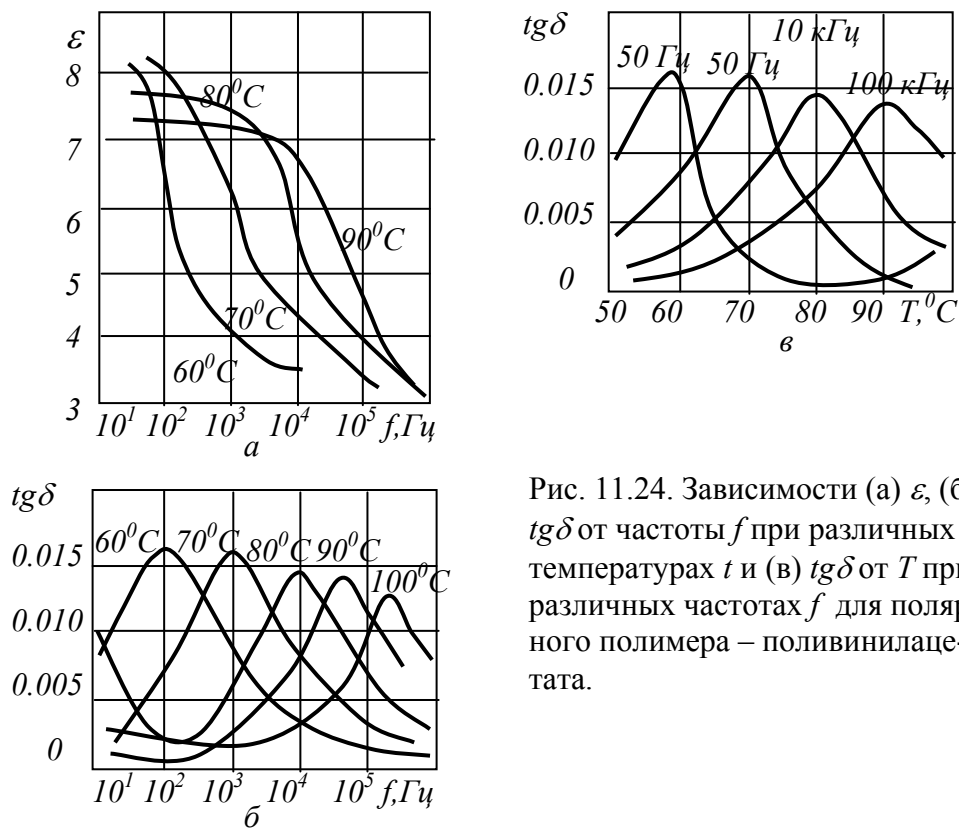 ε
8
7
6
5
4
3
80⁰C
90⁰C
70⁰C
60⁰C
10¹ 10² 10³ 10⁴ 10⁵ f,Гц
а
tgδ
0.015
0.010
0.005
0
50 Гц 50 Гц 10 кГц 100 кГц
50 60 70 80 90 T,⁰C
в
tgδ
0.015
0.010
0.005
0
60⁰C 70⁰C 80⁰C 90⁰C 100⁰C
10¹ 10² 10³ 10⁴ 10⁵ f,Гц
б
Рис. 11.24. Зависимости (а) ε, (б
tgδ от частоты f при различных
температурах t и (в) tgδ от T при
различных частотах f для поляр
ного полимера – поливинилаце-
тата.